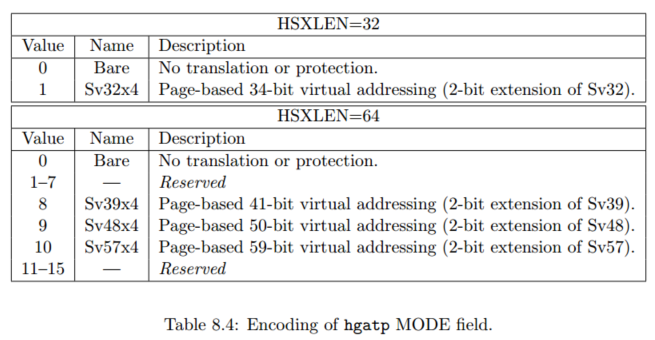 HSXLEN=32
Value Name Description
0 Bare No translation or protection.
1 Sv32x4 Page-based 34-bit virtual addressing (2-bit extension of Sv32).
HSXLEN=64
Value Name Description
0 Bare No translation or protection.
1–7 — Reserved
8 Sv39x4 Page-based 41-bit virtual addressing (2-bit extension of Sv39).
9 Sv48x4 Page-based 50-bit virtual addressing (2-bit extension of Sv48).
10 Sv57x4 Page-based 59-bit virtual addressing (2-bit extension of Sv57).
11–15 — Reserved
Table 8.4: Encoding of hgatp MODE field.